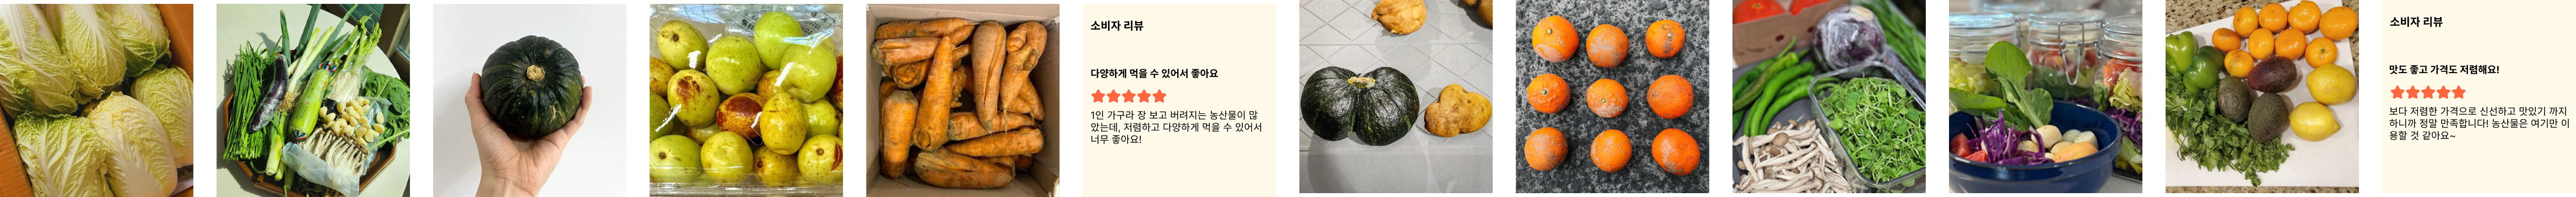 소비자 리뷰
다양하게 먹을 수 있어서 좋아요
1인 가구라 장 보고 버려지는 농산물이 많
았는데, 저렴하고 다양하게 먹을 수 있어서
너무 좋아요!
소비자 리뷰
맛도 좋고 가격도 저렴해요!
보다 저렴한 가격으로 신선하고 맛있기 까지
하니까 정말 만족합니다! 농산물은 여기만 이
용할 것 같아요~